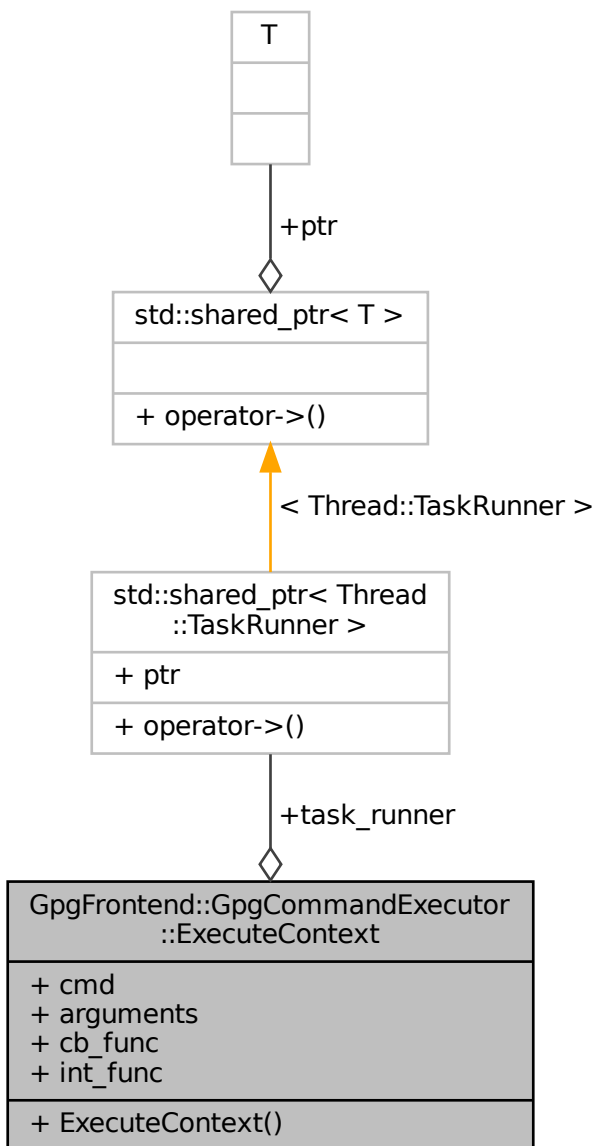 T
+ptr
std::shared_ptr< T >
+ operator->()
< Thread::TaskRunner >
std::shared_ptr< Thread
::TaskRunner >
+ ptr
+ operator->()
+task_runner
GpgFrontend::GpgCommandExecutor
::ExecuteContext
+ cmd
+ arguments
+ cb_func
+ int_func
+ ExecuteContext()